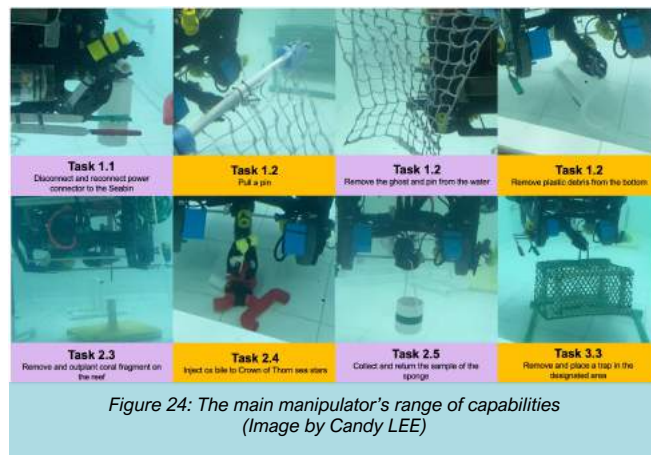 Task 1.1
Disconnect and reconnect power
connector to the Seabin
Task 1.2
Pull a pin
Task 1.2
Remove the ghost and pin from the water
Task 1.2
Remove plastic debris from the bottom
Task 2.3
Remove and outplant coral fragment on
the reef
Task 2.4
Inject ox bile to Crown of Thorn sea stars
Task 2.5
Collect and return the sample of the
sponge
Task 3.3
Remove and place a trap in the
designated area
Figure 24: The main manipulator's range of capabilities
(Image by Candy LEE)